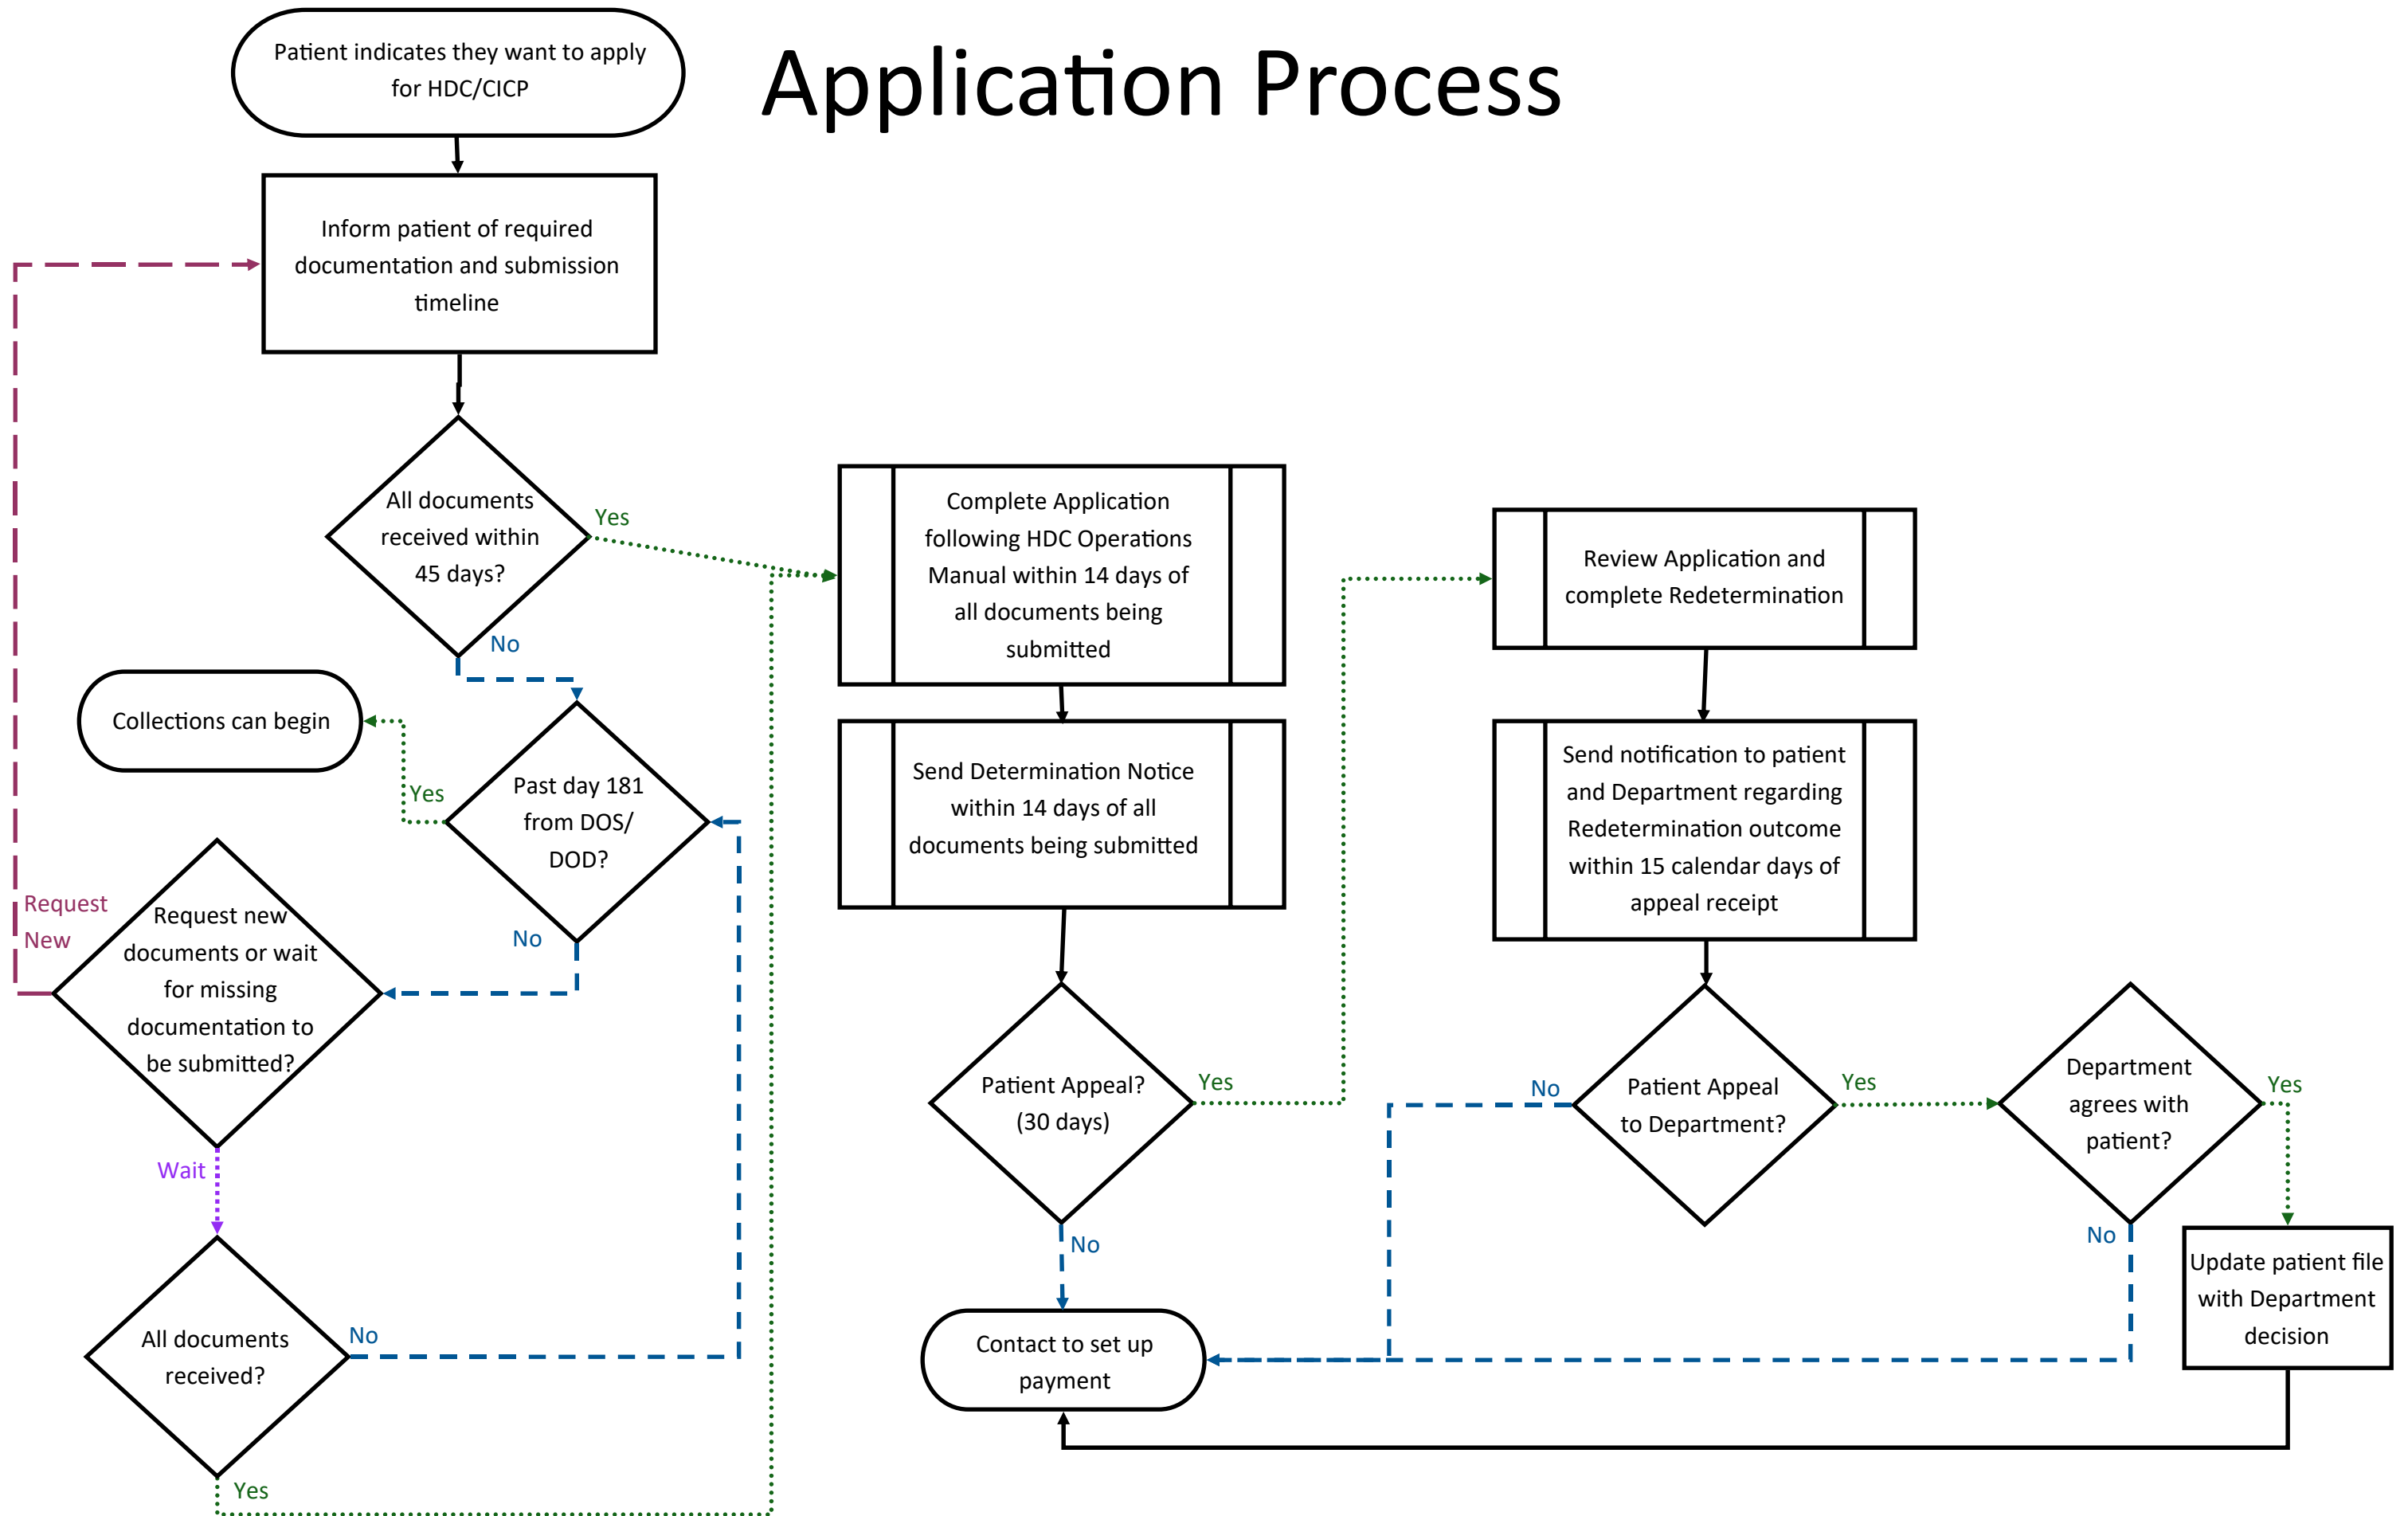 Application Process
Patient indicates they want to apply
for HDC/CICP
Inform patient of required
documentation and submission
timeline
All documents
received within
45 days?
Yes
No
Collections can begin
Yes
Past day 181
from DOS/
DOD?
No
Request
New
Request new
documents or wait
for missing
documentation to
be submitted?
Wait
All documents
received?
No
Yes
Complete Application
following HDC Operations
Manual within 14 days of
all documents being
submitted
Send Determination Notice
within 14 days of all
documents being submitted
Patient Appeal?
(30 days)
Yes
No
Contact to set up
payment
Review Application and
complete Redetermination
Send notification to patient
and Department regarding
Redetermination outcome
within 15 calendar days of
appeal receipt
No
Patient Appeal
to Department?
Yes
Department
agrees with
patient?
Yes
No
Update patient file
with Department
decision